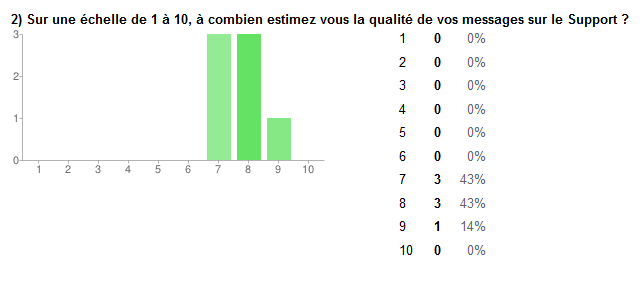 2) Sur une échelle de 1 à 10, à combien estimez vous la qualité de vos messages sur le Support ?
3
2
1
0
1 2 3 4 5 6 7 8 9 10
1 0 0%
2 0 0%
3 0 0%
4 0 0%
5 0 0%
6 0 0%
7 3 43%
8 3 43%
9 1 14%
10 0 0%